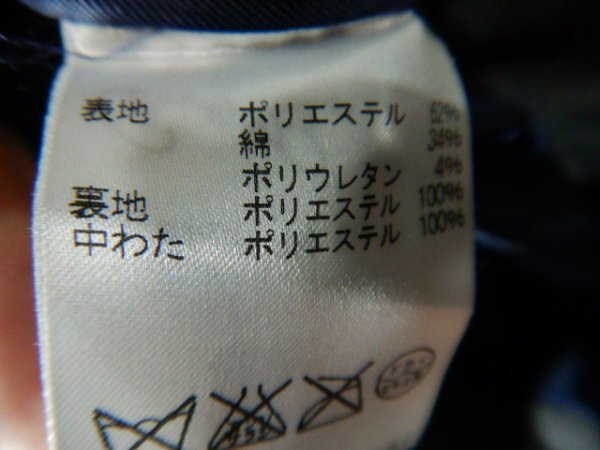 表地 ポリエステル 62%
綿 34%
ポリウレタン 4%
裏地 ポリエステル 100%
中わた ポリエステル 100%